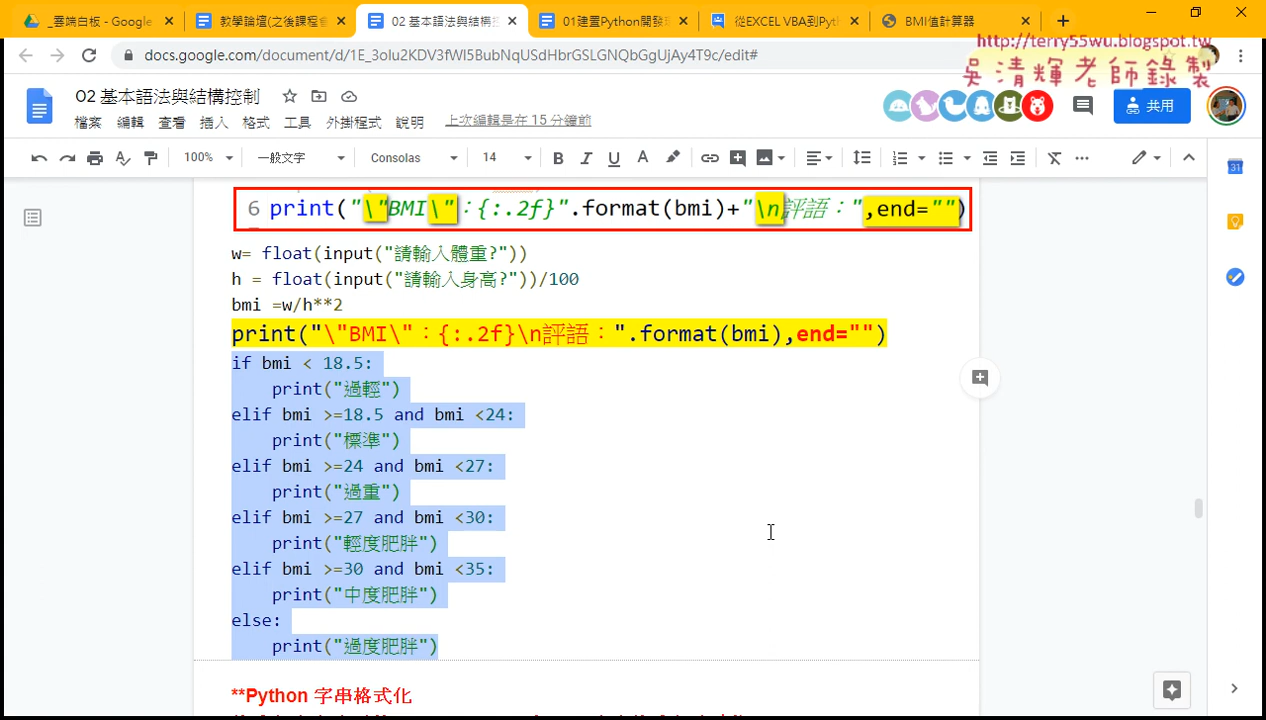 _雲端白板 - Google
教學論壇(之後課程會
02 基本語法與結構控
01建置Python開發環
從EXCEL VBA到Pyth
BMI值計算器
docs.google.com/document/d/1E_3olu2KDV3fWI5BubNqUSdHbrGSLGNQbGgUjAy4T9c/edit#
http://terry55wu.blogspot.tw
吳清輝老師錄製
02 基本語法與結構控制
檔案 編輯 查看 插入 格式 工具 外掛程式 說明 上次編輯是在 15 分鐘前
共用
100% 一般文字 Consolas 14 B I U A
31
6 print("\"BMI\"：{:.2f}".format(bmi)+"\n評語：",end="")
w= float(input("請輸入體重?"))
h = float(input("請輸入身高?"))/100
bmi =w/h**2
print("\"BMI\"：{:.2f}\n評語：".format(bmi),end="")
if bmi < 18.5:
print("過輕")
elif bmi >=18.5 and bmi <24:
print("標準")
elif bmi >=24 and bmi <27:
print("過重")
elif bmi >=27 and bmi <30:
print("輕度肥胖")
elif bmi >=30 and bmi <35:
print("中度肥胖")
else:
print("過度肥胖")
**Python 字串格式化